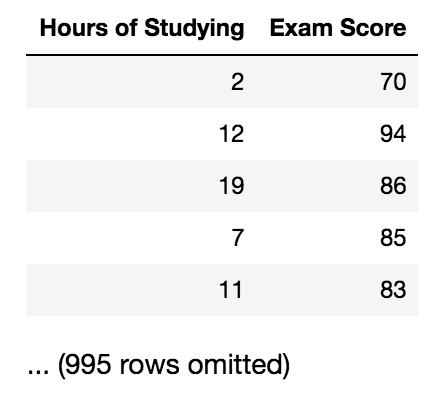 Hours of Studying Exam Score
2 70
12 94
19 86
7 85
11 83
... (995 rows omitted)